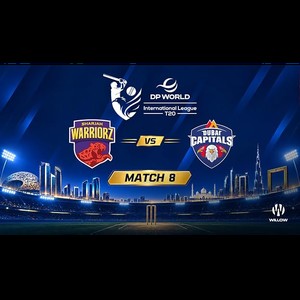 DP WORLD
International League
T20
SHARJAH
WARRIORZ
VS
DUBAI
CAPITALS
MATCH 8
WILLOW